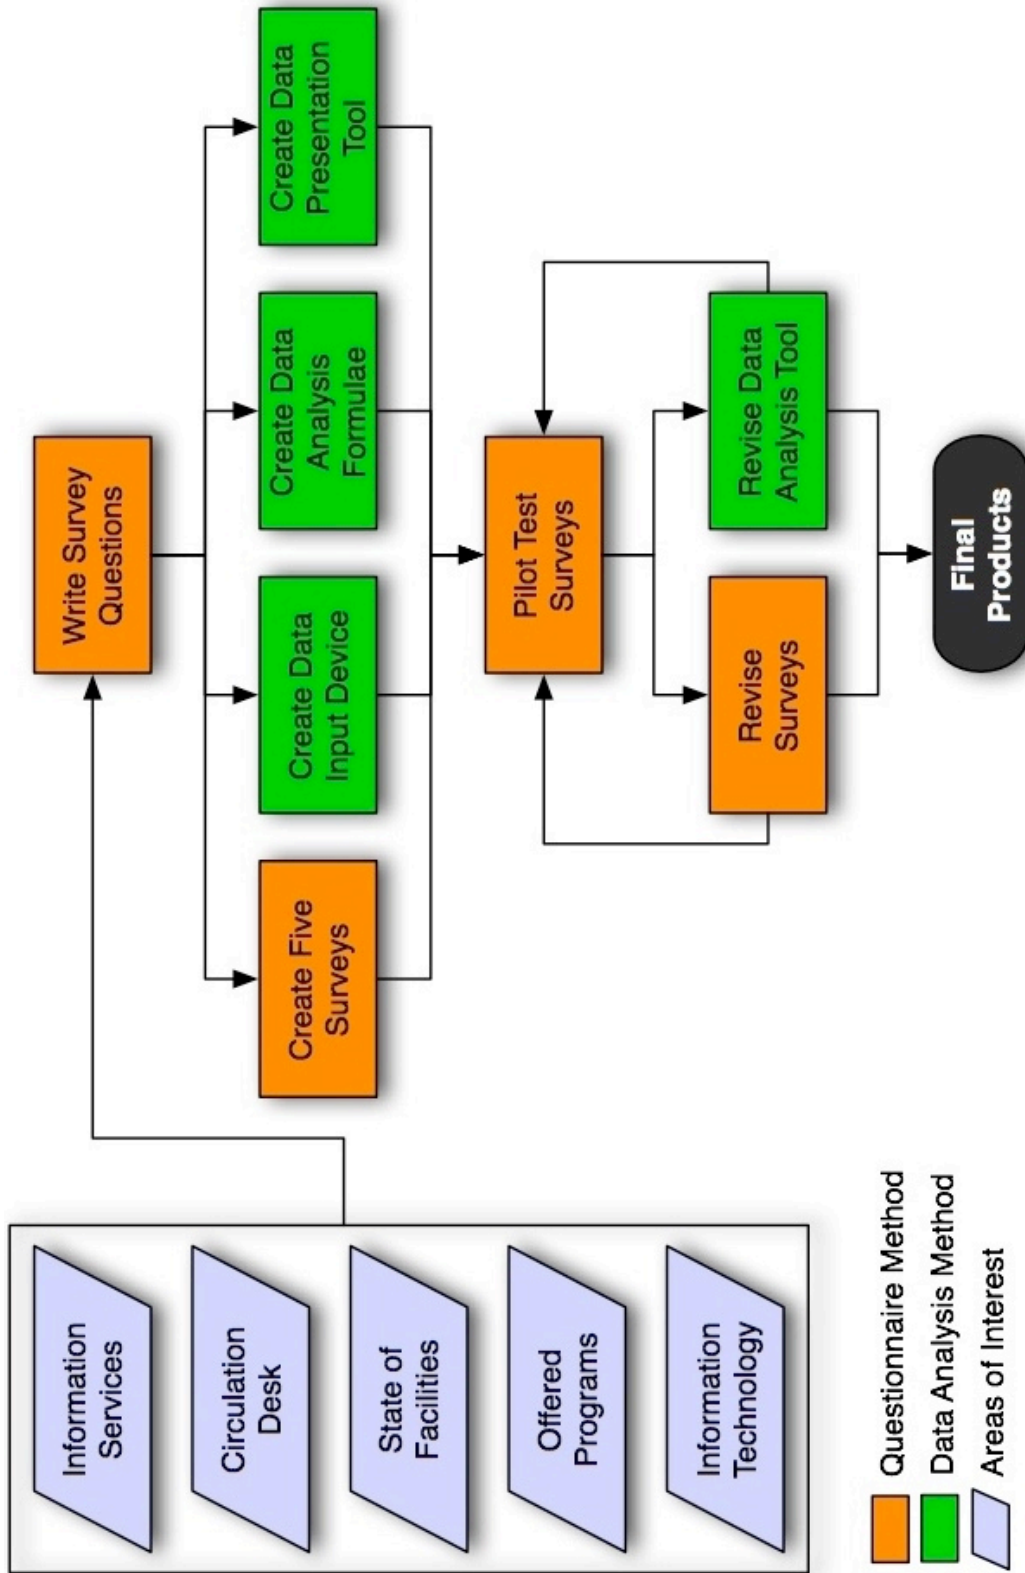 Information
Services
Circulation
Desk
State of
Facilities
Offered
Programs
Information
Technology
Write Survey
Questions
Create Five
Surveys
Create Data
Input Device
Create Data
Analysis
Formulae
Create Data
Presentation
Tool
Pilot Test
Surveys
Revise
Surveys
Revise Data
Analysis Tool
Final
Products
Questionnaire Method
Data Analysis Method
Areas of Interest